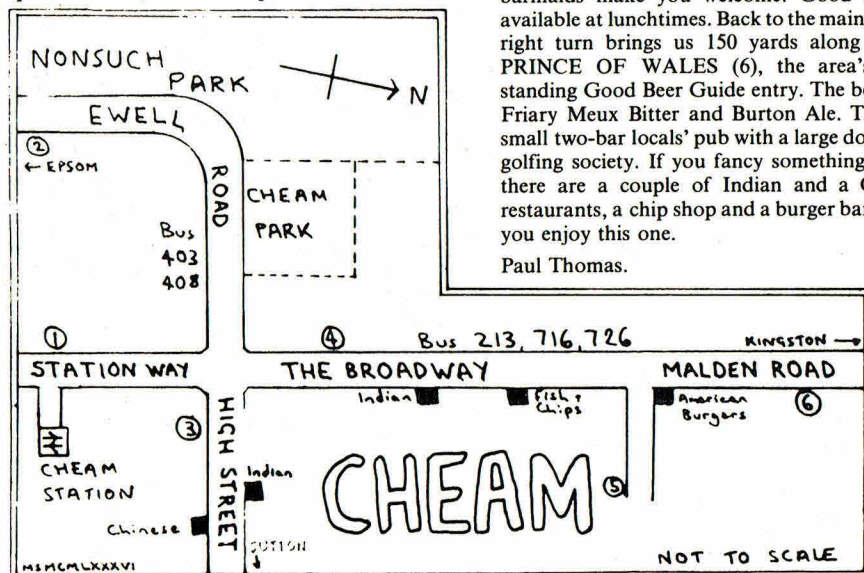 available at lunchtimes. Back to the main
right turn brings us 150 yards along
PRINCE OF WALES (6), the area's
standing Good Beer Guide entry. The
Friary Meux Bitter and Burton Ale.
small two-bar locals' pub with a large
golfing society. If you fancy something
there are a couple of Indian and a
restaurants, a chip shop and a burger
you enjoy this one.
Paul Thomas.
NONSUCH
PARK
N
EWELL
ROAD
②
← EPSOM
CHEAM
PARK
Bus
403
408
①
④
Bus 213, 716, 726
KINGSTON →
STATION WAY
THE BROADWAY
MALDEN ROAD
Indian
Fish +
Chips
American
Burgers
⑥
③
HIGH STREET
CHEAM
STATION
Indian
CHEAM
⑤
Chinese
SUTTON
↓
MSMCMLXXXVI
NOT TO SCALE